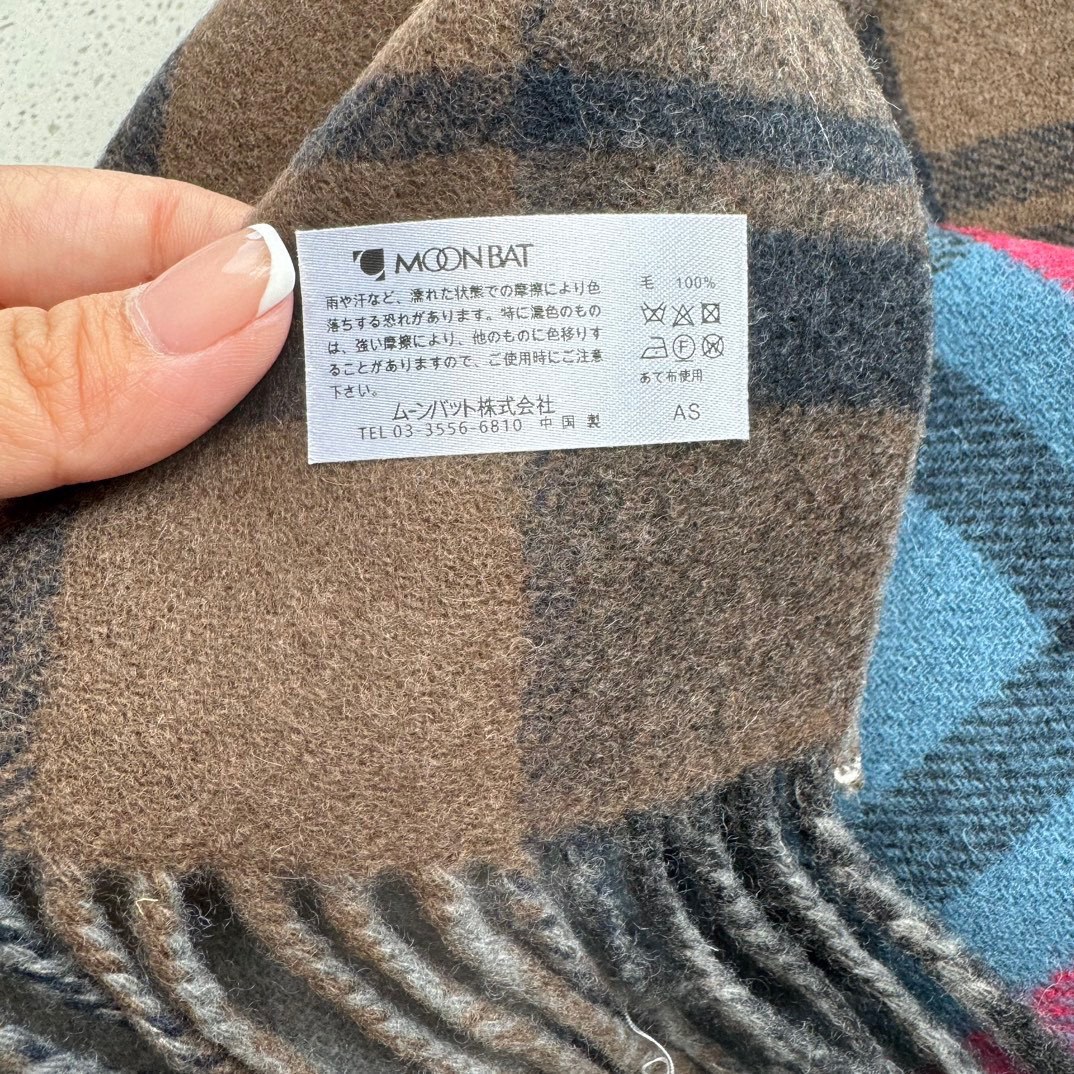 MOONBAT
雨や汗など、濡れた状態での摩擦により色
落ちする恐れがあります。特に濃色のもの
は、強い摩擦により、他のものに色移りす
ることがありますので、ご使用時にご注意
下さい。
ムーンバット株式会社
TEL 03-3556-6810 中国製
毛 100%
F
あて布使用
AS